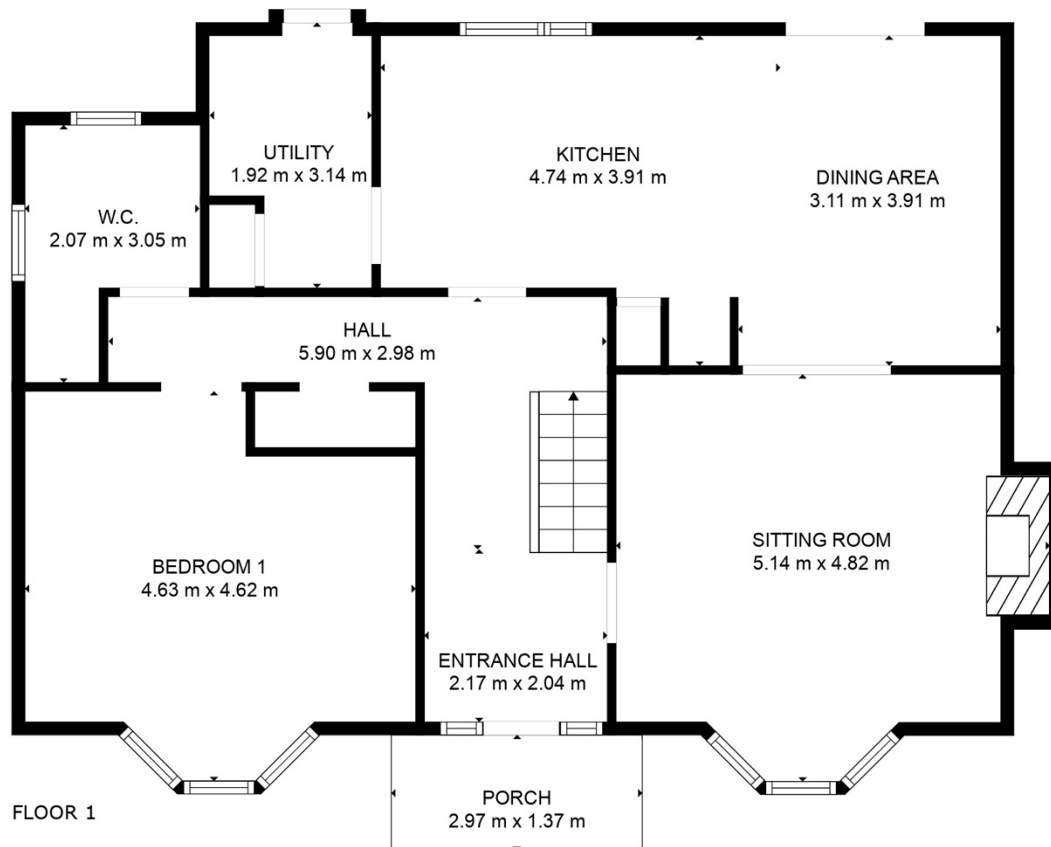 UTILITY
1.92 m x 3.14 m
KITCHEN
4.74 m x 3.91 m
DINING AREA
3.11 m x 3.91 m
W.C.
2.07 m x 3.05 m
HALL
5.90 m x 2.98 m
SITTING ROOM
5.14 m x 4.82 m
BEDROOM 1
4.63 m x 4.62 m
ENTRANCE HALL
2.17 m x 2.04 m
PORCH
2.97 m x 1.37 m
FLOOR 1